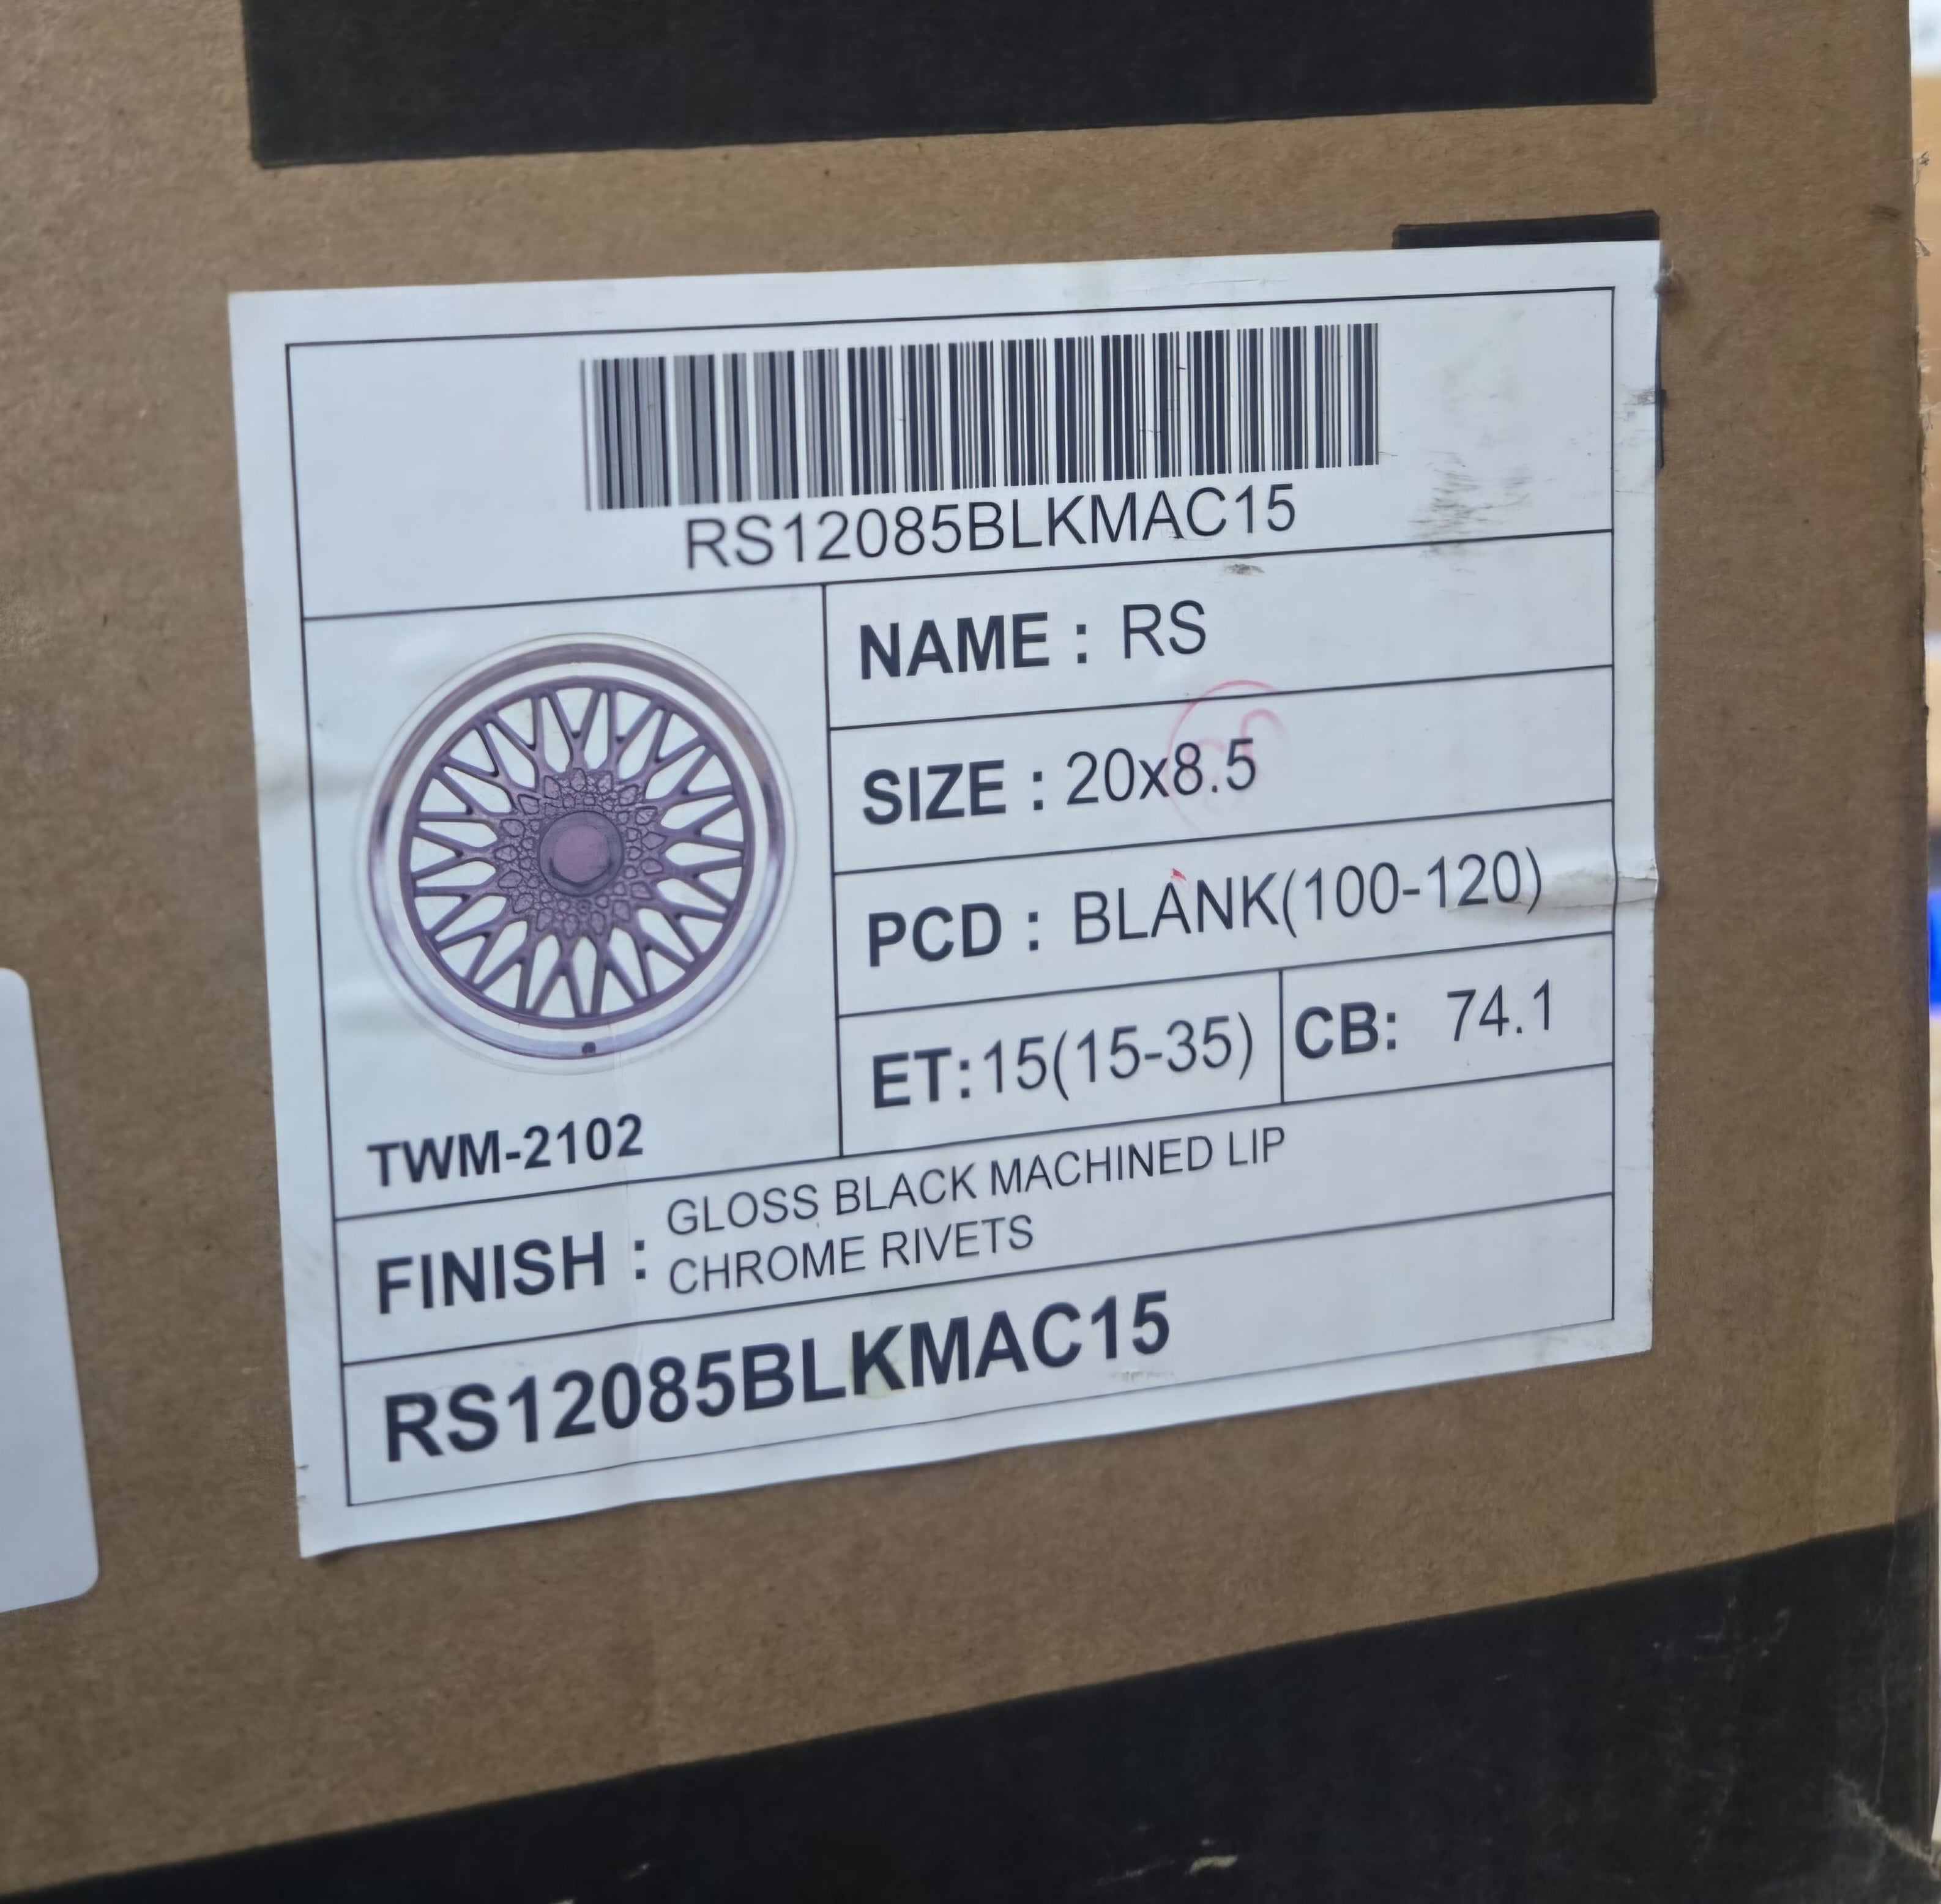 RS12085BLKMAC15
NAME : RS
SIZE : 20x8.5
PCD : BLANK(100-120)
ET:15(15-35) CB: 74.1
TWM-2102
FINISH : GLOSS BLACK MACHINED LIP
CHROME RIVETS
RS12085BLKMAC15